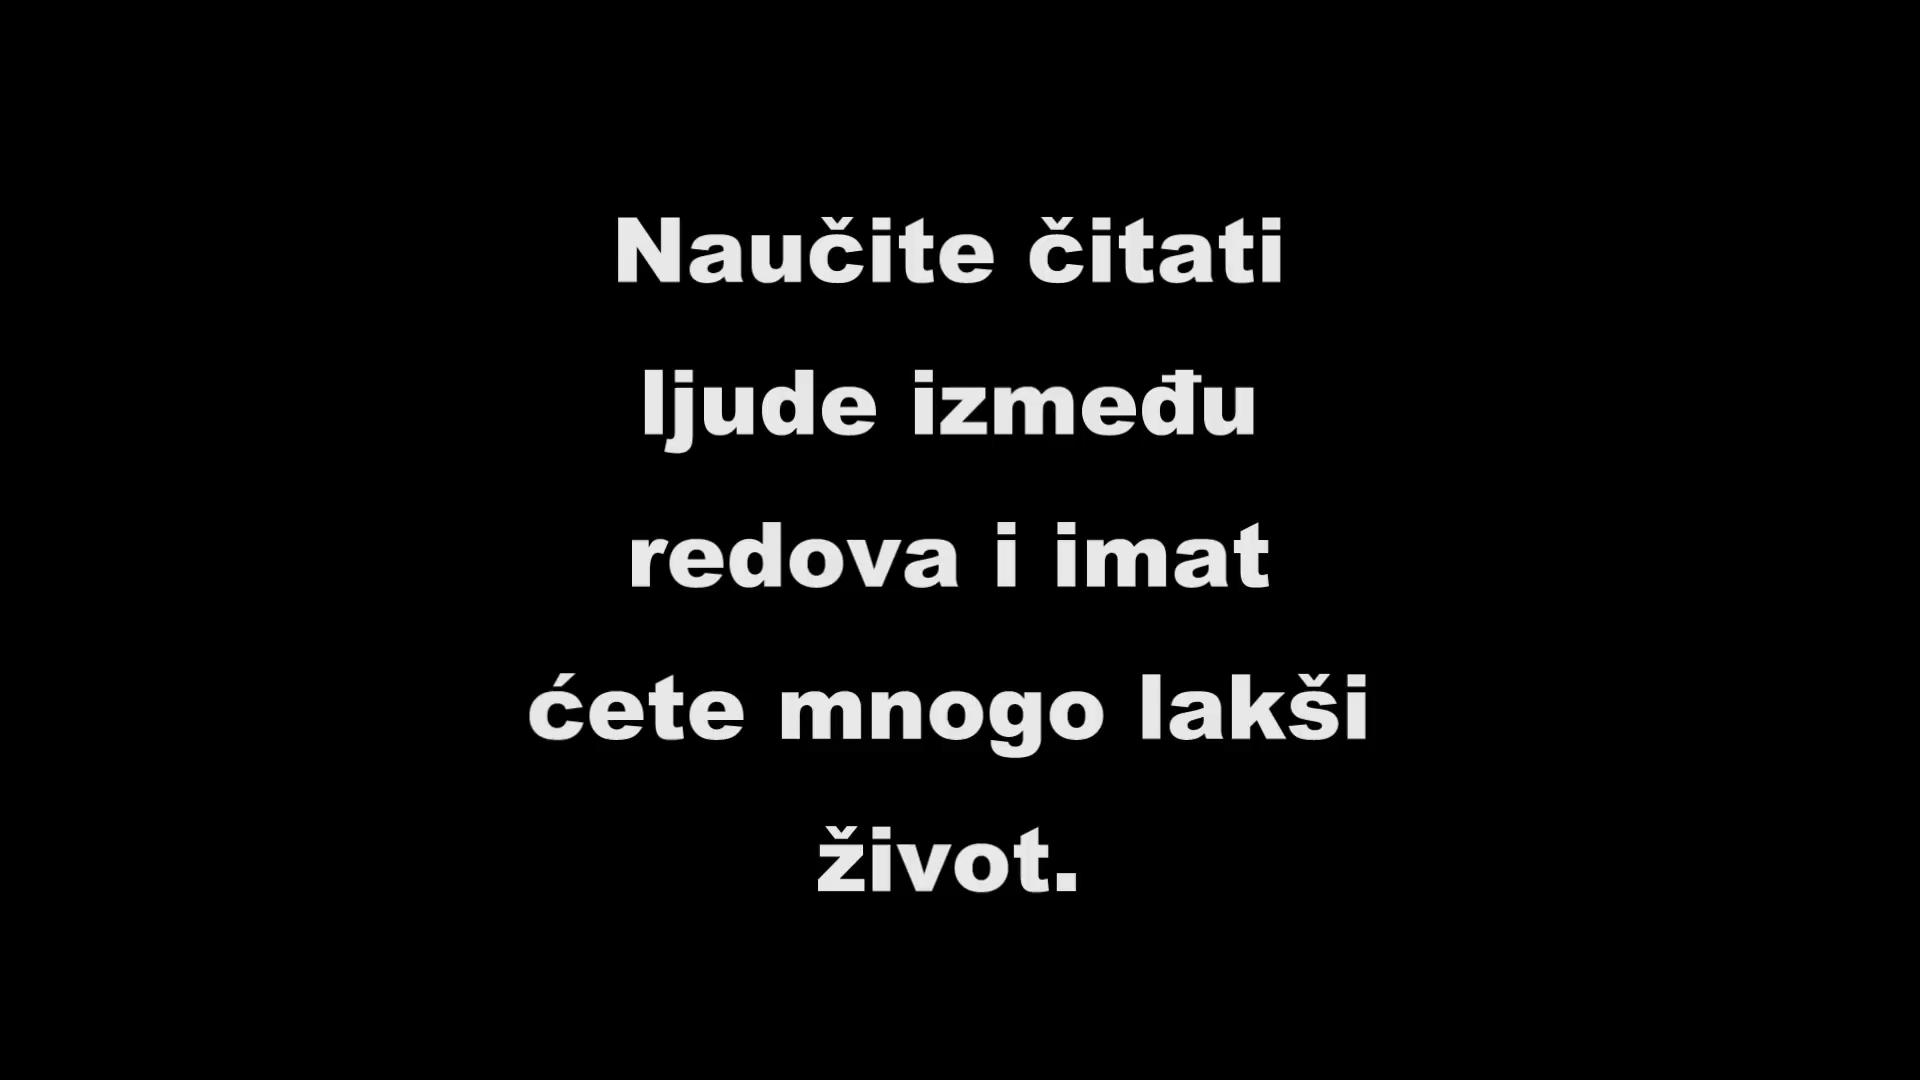 Naučite čitati
ljude između
redova i imat
ćete mnogo lakši
život.